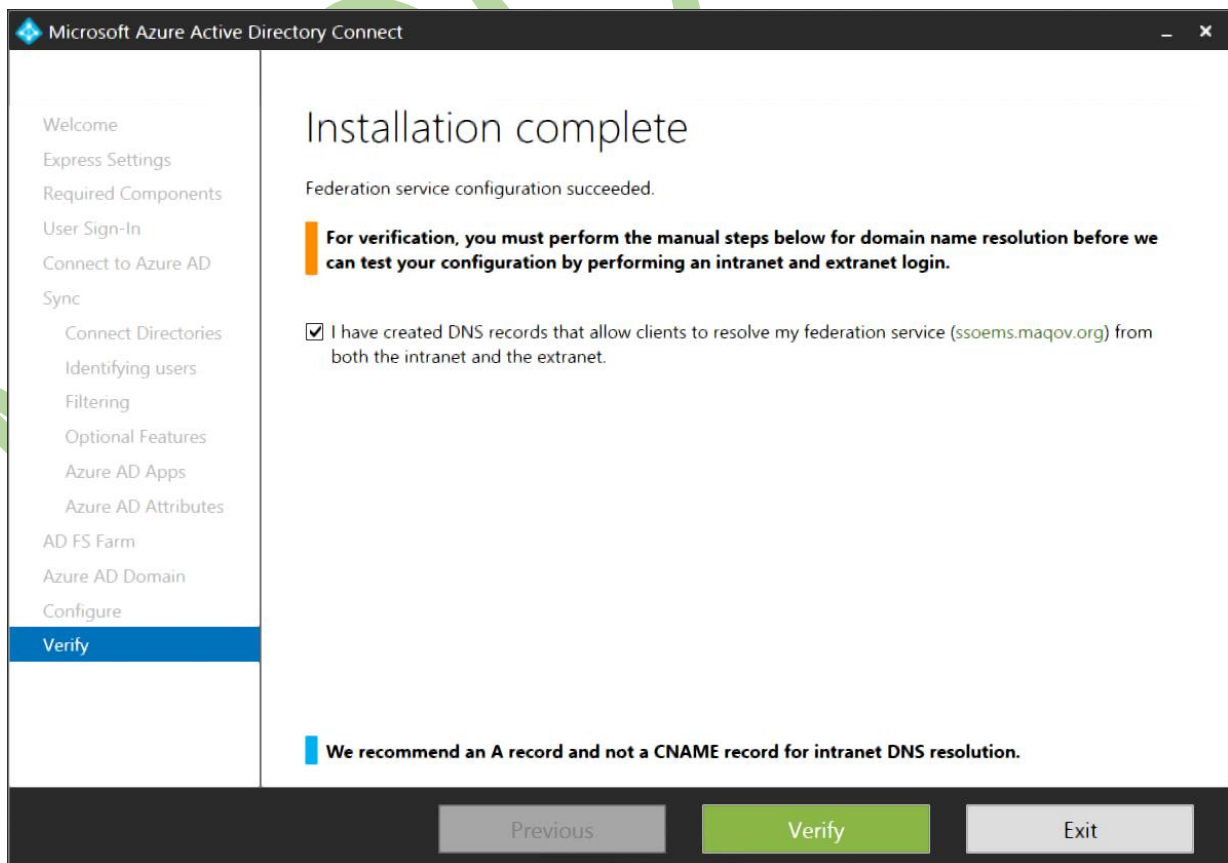 Microsoft Azure Active Directory Connect
Welcome
Express Settings
Required Components
User Sign-In
Connect to Azure AD
Sync
Connect Directories
Identifying users
Filtering
Optional Features
Azure AD Apps
Azure AD Attributes
AD FS Farm
Azure AD Domain
Configure
Verify
Installation complete
Federation service configuration succeeded.
For verification, you must perform the manual steps below for domain name resolution before we
can test your configuration by performing an intranet and extranet login.
I have created DNS records that allow clients to resolve my federation service (ssoems.maqov.org) from
both the intranet and the extranet.
We recommend an A record and not a CNAME record for intranet DNS resolution.
Previous
Verify
Exit